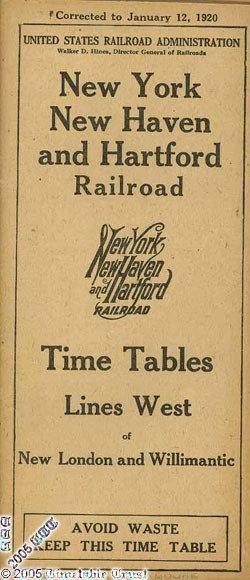 Corrected to January 12, 1920
UNITED STATES RAILROAD ADMINISTRATION
Walker D. Hines, Director General of Railroads
New York
New Haven
and Hartford
Railroad
New York
New Haven
and Hartford
RAILROAD
Time Tables
Lines West
of
New London and Willimantic
AVOID WASTE
KEEP THIS TIME TABLE
© 2005
© 2005